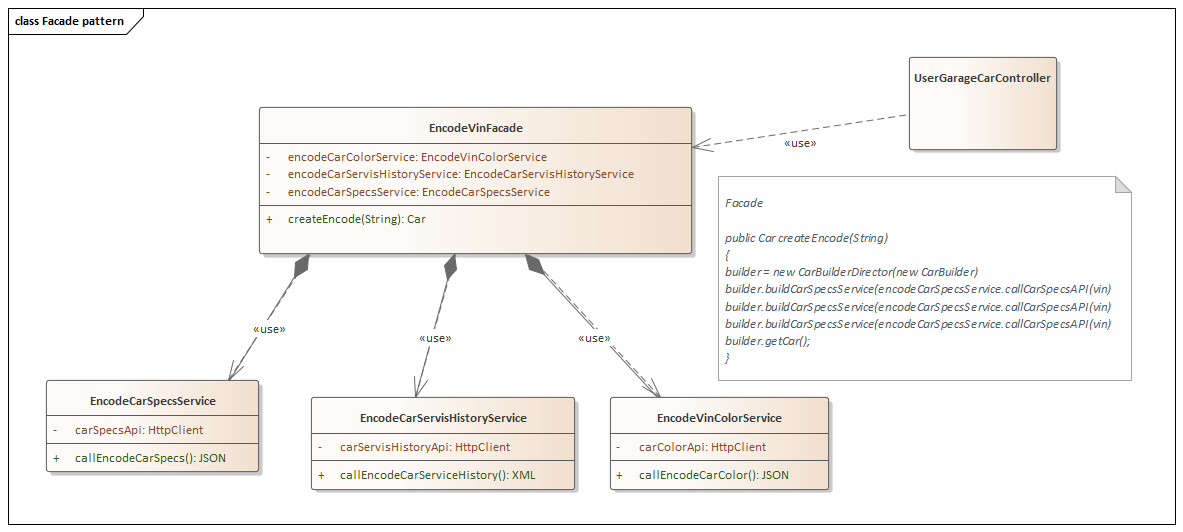 class Facade pattern
UserGarageCarController
EncodeVinFacade
- encodeCarColorService: EncodeVinColorService
- encodeCarServisHistoryService: EncodeCarServisHistoryService
- encodeCarSpecsService: EncodeCarSpecsService
+ createEncode(String): Car
«use»
Facade
public Car createEncode(String)
{
builder = new CarBuilderDirector(new CarBuilder)
builder.buildCarSpecsService(encodeCarSpecsService.callCarSpecsAPI(vin)
builder.buildCarSpecsService(encodeCarSpecsService.callCarSpecsAPI(vin)
builder.buildCarSpecsService(encodeCarSpecsService.callCarSpecsAPI(vin)
builder.getCar();
}
«use»
«use»
«use»
EncodeCarSpecsService
- carSpecsApi: HttpClient
+ callEncodeCarSpecs(): JSON
EncodeCarServisHistoryService
- carServisHistoryApi: HttpClient
+ callEncodeCarServiceHistory(): XML
EncodeVinColorService
- carColorApi: HttpClient
+ callEncodeCarColor(): JSON